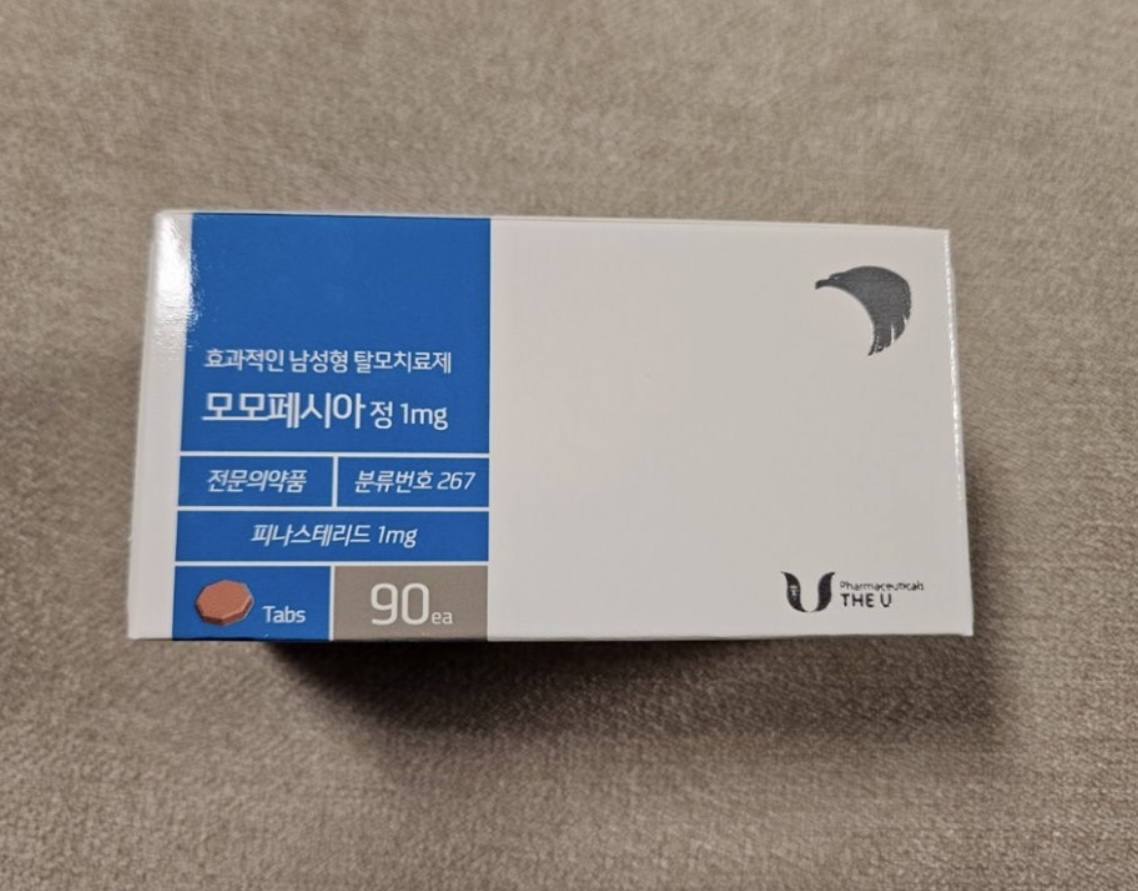 효과적인 남성형 탈모치료제
모모페시아 정 1mg
전문의약품
분류번호 267
피나스테리드 1mg
Tabs
90ea
Pharmaceuticals
THE U